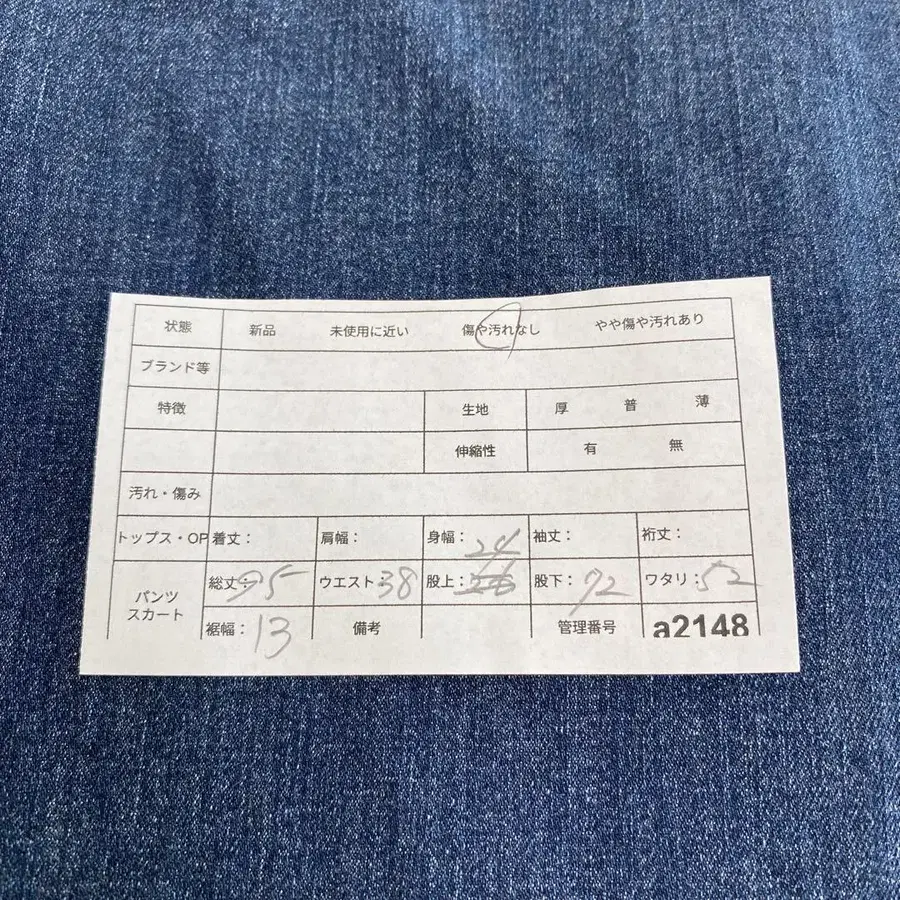 状態 新品 未使用に近い 傷や汚れなし やや傷や汚れあり
ブランド等
特徴 生地 厚 普 薄
伸縮性 有 無
汚れ・傷み
トップス・OP 着丈: 肩幅: 身幅: 袖丈: 裄丈:
24
パンツ スカート 総丈: 95 ウエスト: 38 股上: 26 股下: 72 ワタリ: 52
裾幅: 13 備考 管理番号 a2148